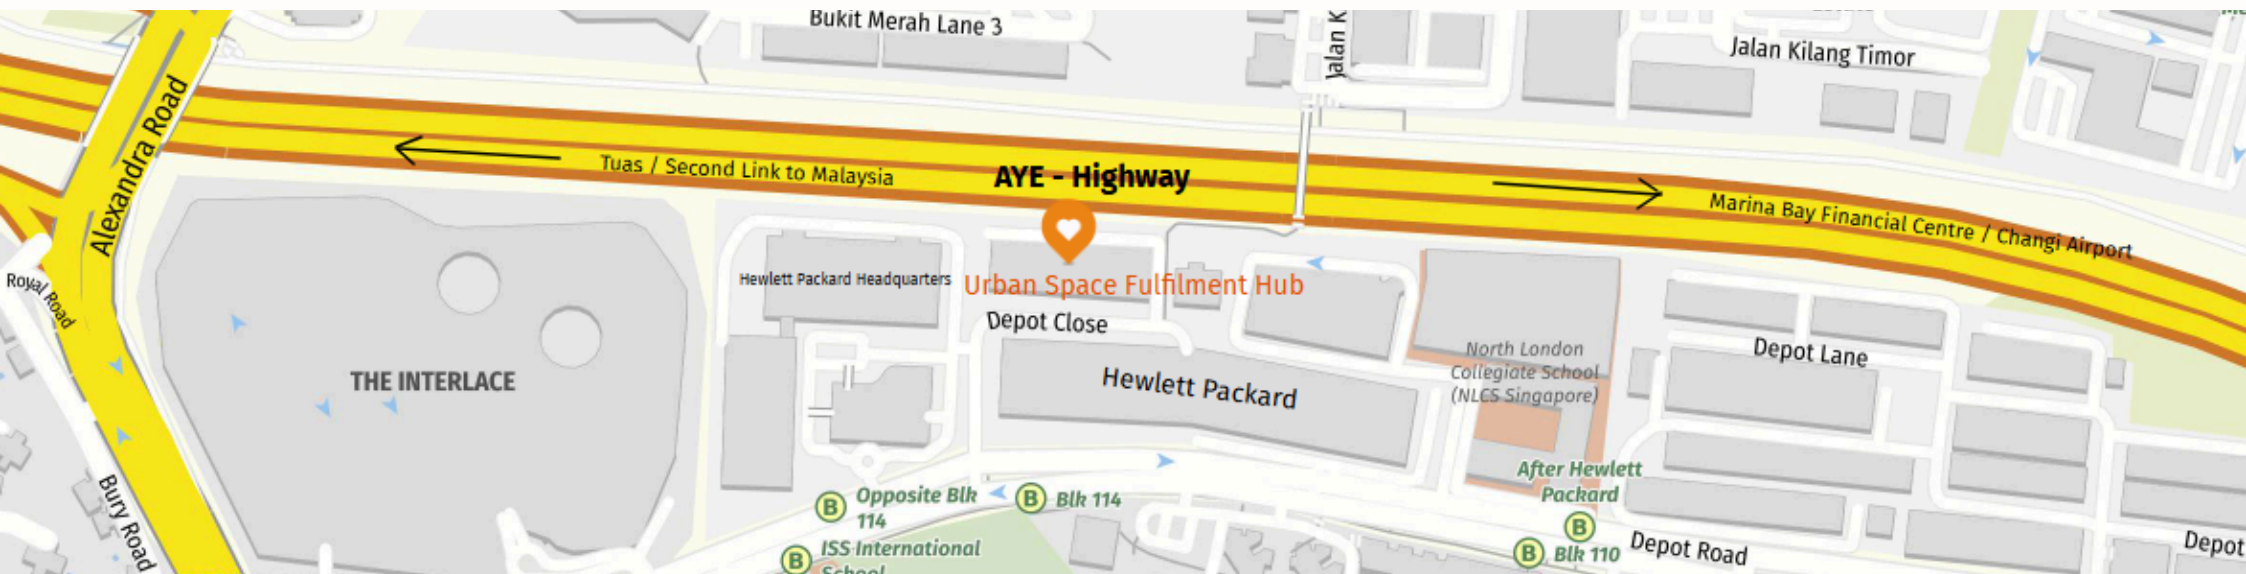 Bukit Merah Lane 3
Jalan K
Jalan Kilang Timor
Alexandra Road
Tuas / Second Link to Malaysia
AYE - Highway
Marina Bay Financial Centre / Changi Airport
Royal Road
Hewlett Packard Headquarters
Urban Space Fulfilment Hub
Depot Close
THE INTERLACE
Hewlett Packard
North London
Collegiate School
(NLCS Singapore)
Depot Lane
Bury Road
B Opposite Blk
114
B Blk 114
After Hewlett
Packard
B
B Blk 110
Depot Road
Depot
B ISS International
School